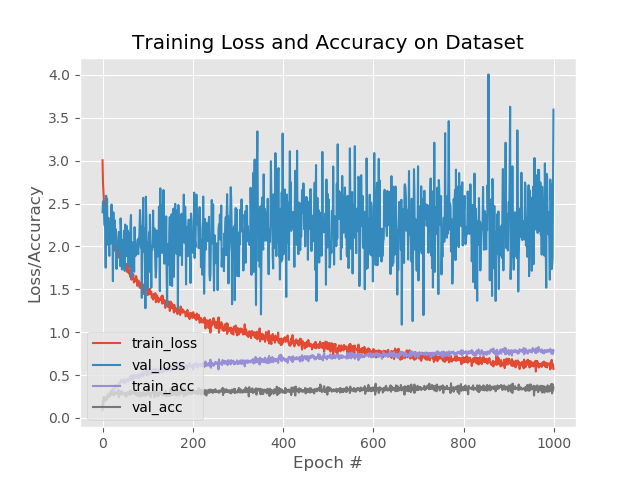 Training Loss and Accuracy on Dataset
Loss/Accuracy
4.0
3.5
3.0
2.5
2.0
1.5
1.0
0.5
0.0
train_loss
val_loss
train_acc
val_acc
0
200
400
600
800
1000
Epoch #